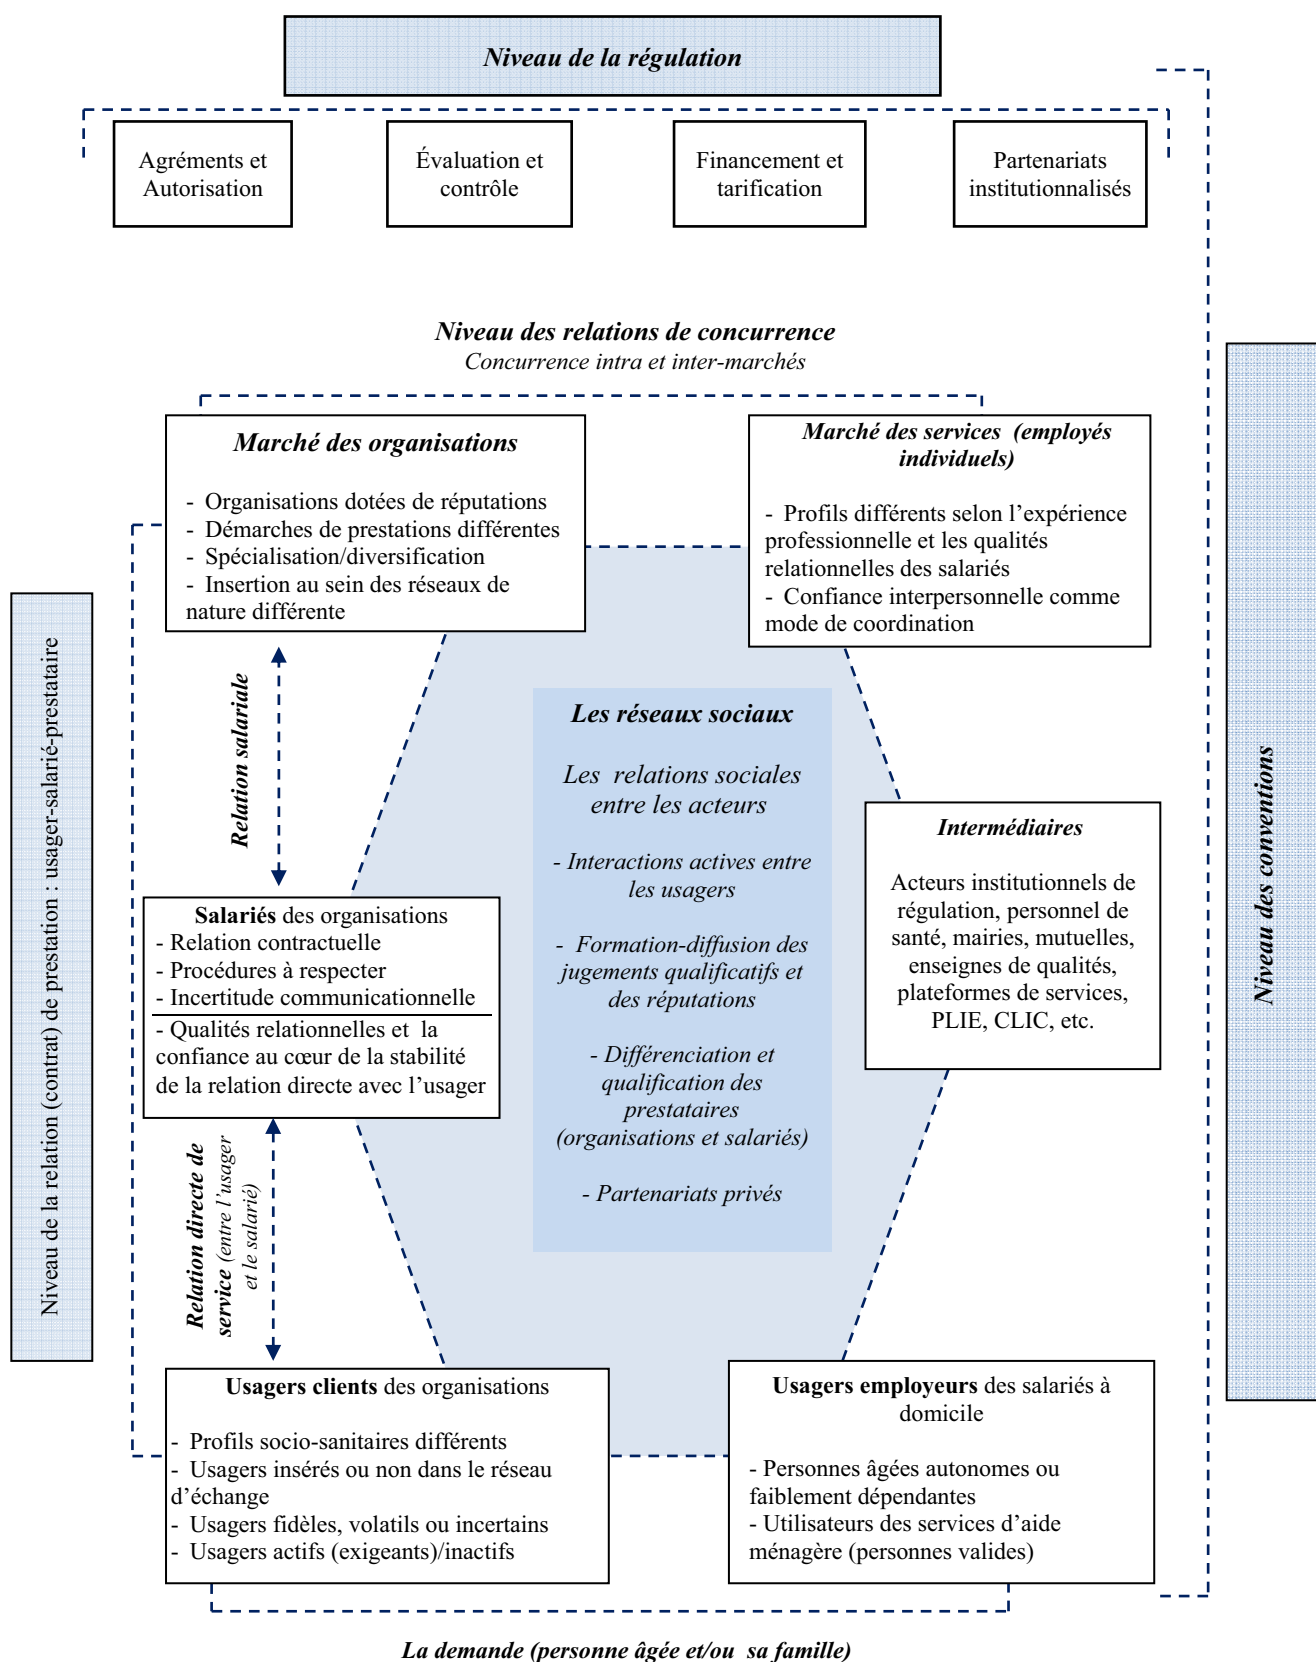 Niveau de la régulation
Agréments et
Autorisation
Évaluation et
contrôle
Financement et
tarification
Partenariats
institutionnalisés
Niveau des relations de concurrence
Concurrence intra et inter-marchés
Marché des organisations
- Organisations dotées de réputations
- Démarches de prestations différentes
- Spécialisation/diversification
- Insertion au sein des réseaux de
nature différente
Marché des services (employés
individuels)
- Profils différents selon l’expérience
professionnelle et les qualités
relationnelles des salariés
- Confiance interpersonnelle comme
mode de coordination
Niveau de la relation (contrat) de prestation : usager-salarié-prestataire
Relation salariale
Les réseaux sociaux
Les relations sociales
entre les acteurs
- Interactions actives entre
les usagers
- Formation-diffusion des
jugements qualificatifs et
des réputations
- Différenciation et
qualification des
prestataires
(organisations et salariés)
- Partenariats privés
Intermédiaires
Acteurs institutionnels de
régulation, personnel de
santé, mairies, mutuelles,
enseignes de qualités,
plateformes de services,
PLIE, CLIC, etc.
Niveau des conventions
Salariés des organisations
- Relation contractuelle
- Procédures à respecter
- Incertitude communicationnelle
- Qualités relationnelles et la
confiance au cœur de la stabilité
de la relation directe avec l’usager
Relation directe de
service (entre l’usager
et le salarié)
Usagers clients des organisations
- Profils socio-sanitaires différents
- Usagers insérés ou non dans le réseau
d’échange
- Usagers fidèles, volatils ou incertains
- Usagers actifs (exigeants)/inactifs
Usagers employeurs des salariés à
domicile
- Personnes âgées autonomes ou
faiblement dépendantes
- Utilisateurs des services d’aide
ménagère (personnes valides)
La demande (personne âgée et/ou sa famille)